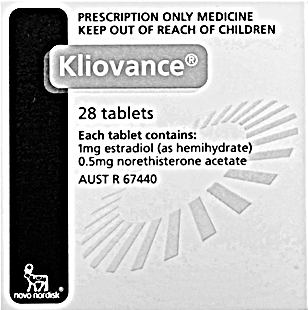 PRESCRIPTION ONLY MEDICINE
KEEP OUT OF REACH OF CHILDREN
Kliovance®
28 tablets
Each tablet contains:
1mg estradiol (as hemihydrate)
0.5mg norethisterone acetate
AUST R 67440
novo nordisk